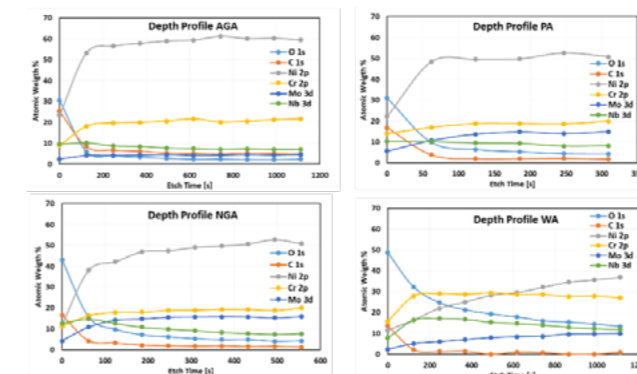 Depth Profile AGA
Atomic Weigth %
70
60
50
40
30
20
10
0
0 200 400 600 800 1000 1200
Etch Time [s]
O 1s
C 1s
Ni 2p
Cr 2p
Mo 3d
Nb 3d
Depth Profile PA
Atomic Weigth %
70
60
50
40
30
20
10
0
0 50 100 150 200 250 300
Etch Time [s]
O 1s
C 1s
Ni 2p
Cr 2p
Mo 3d
Nb 3d
Depth Profile NGA
Atomic Weigth %
70
60
50
40
30
20
10
0
0 100 200 300 400 500 600
Etch Time [s]
O 1s
C 1s
Ni 2p
Cr 2p
Mo 3d
Depth Profile WA
Atomic Weigth %
70
60
50
40
30
20
10
0
0 200 400 600 800 1000
Etch Time [s]
O 1s
C 1s
Ni 2p
Cr 2p
Mo 3d
Nb 3d